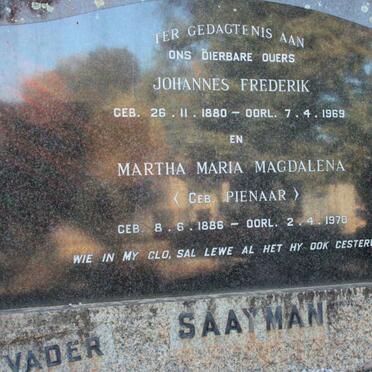 TER GEDAGTENIS AAN
ONS DIERBARE OUERS
JOHANNES FREDERIK
GEB. 26 · 11 · 1880 — OORL. 7 · 4 · 1969
EN
MARTHA MARIA MAGDALENA
( GEB. PIENAAR )
GEB. 8 · 6 · 1886 — OORL. 2 · 4 · 1970
WIE IN MY GLO, SAL LEWE AL HET HY OOK GESTERW
VADER SAAYMAN